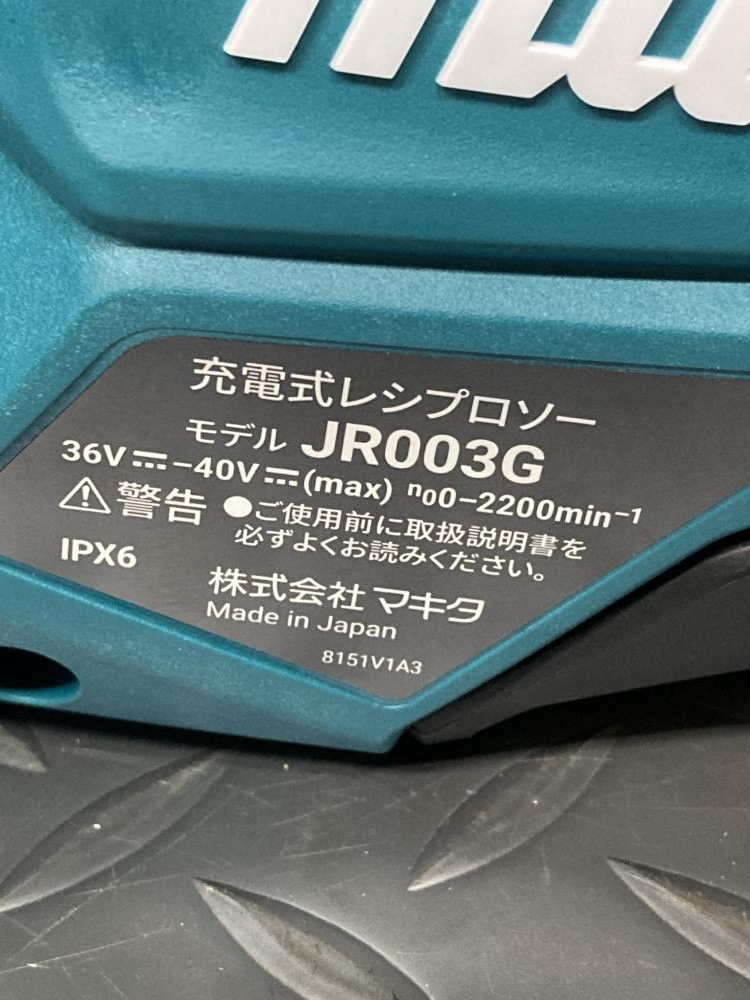 充電式レシプロソー
モデル JR003G
36V⎓-40V⎓(max) n₀0-2200min⁻¹
⚠警告 ●ご使用前に取扱説明書を
必ずよくお読みください。
IPX6
株式会社マキタ
Made in Japan
8151V1A3